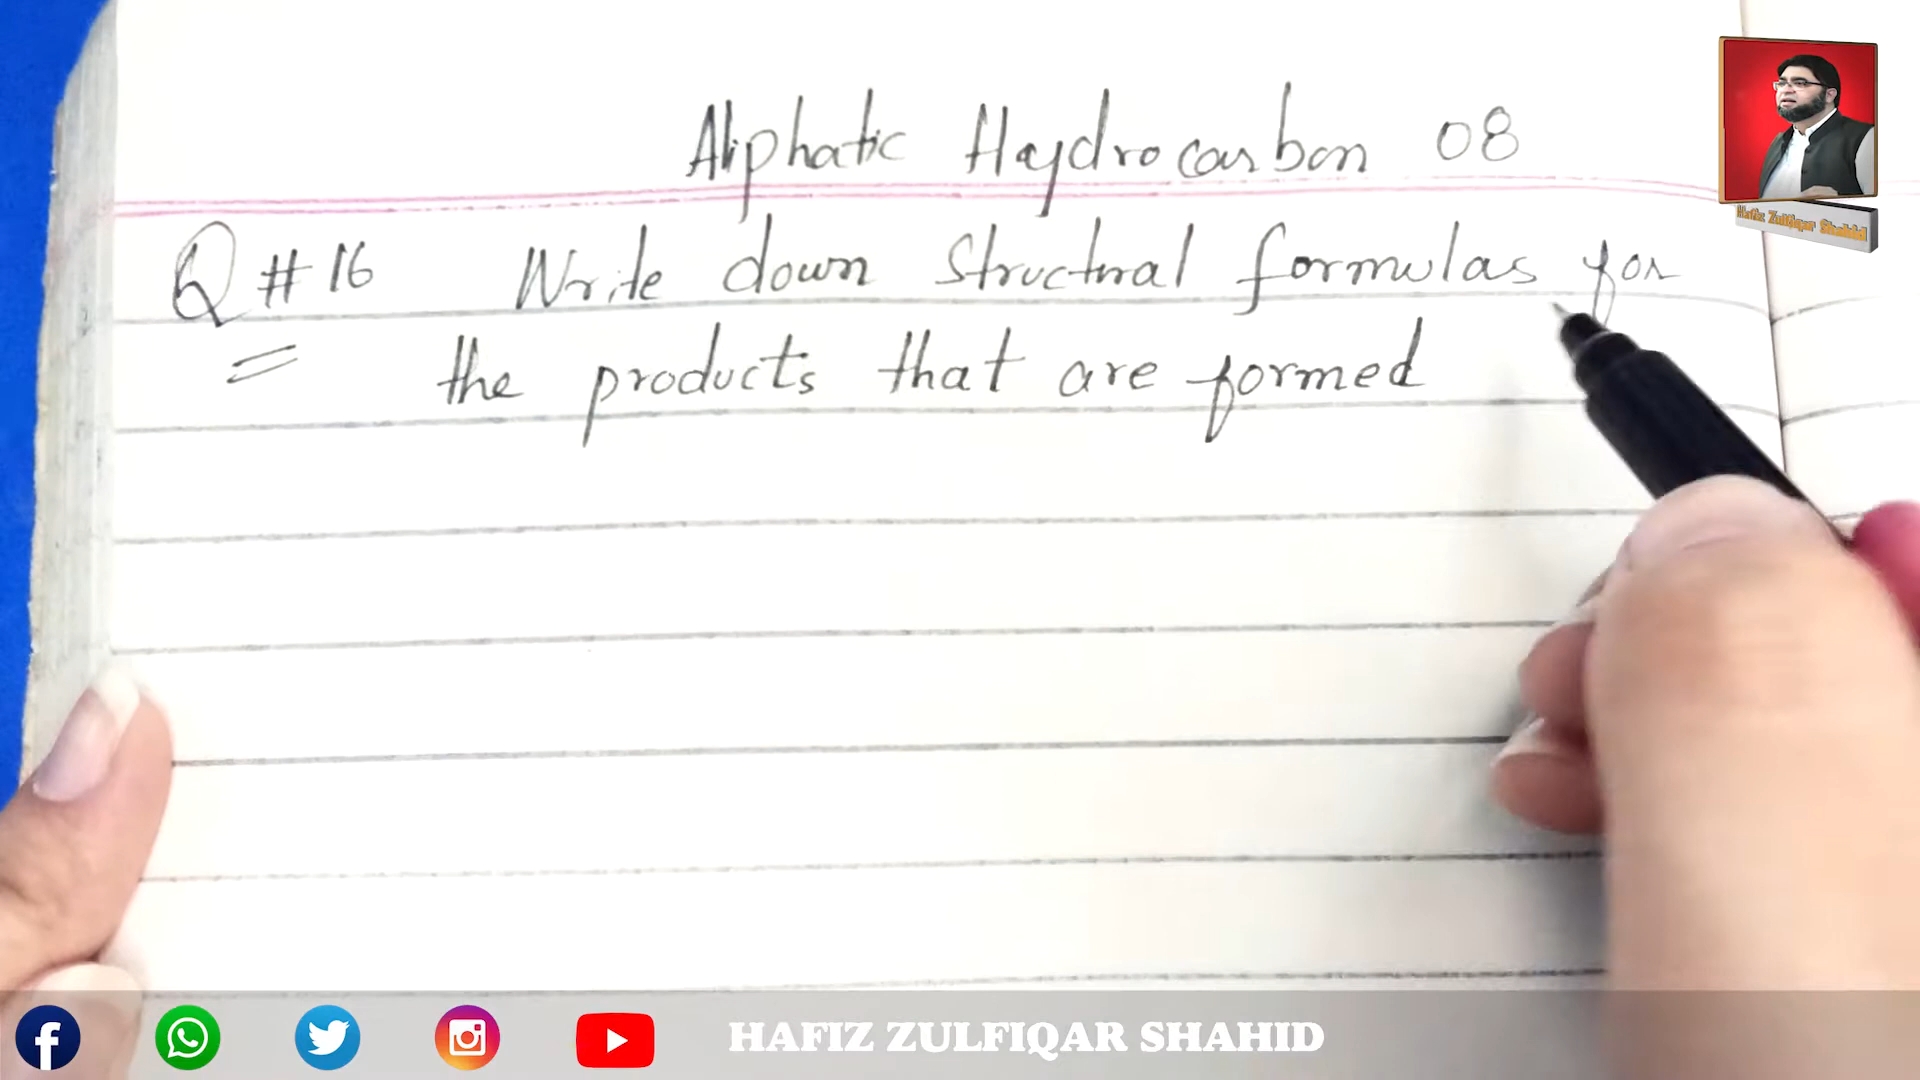 Aliphatic Hydrocarbon 08
Hafiz Zulfiqar Shahid
Q # 16 Write down Structural formulas for
= the products that are formed
HAFIZ ZULFIQAR SHAHID